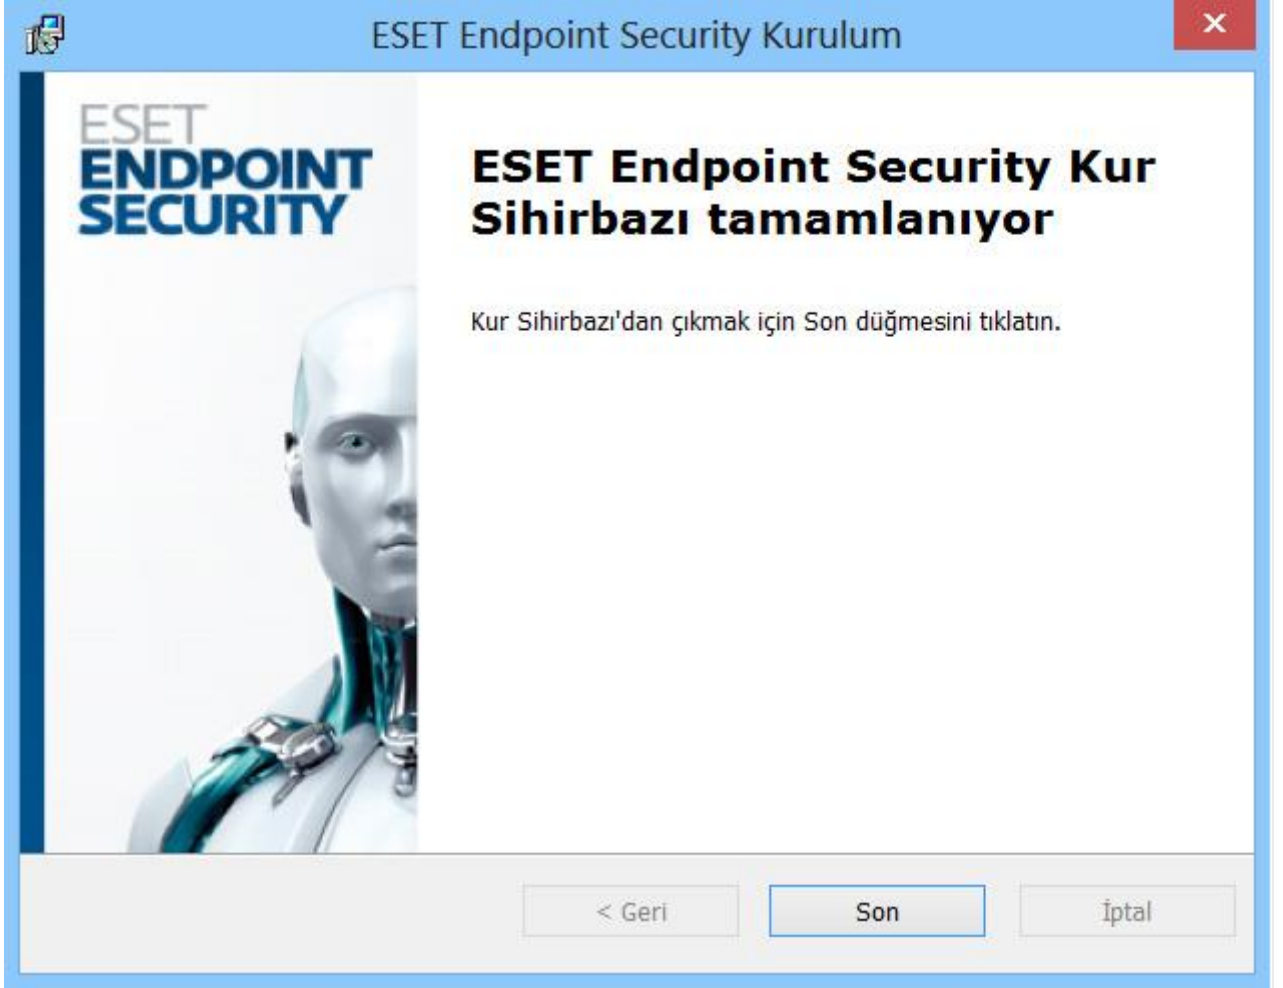 ESET Endpoint Security Kurulum
ESET
ENDPOINT
SECURITY
ESET Endpoint Security Kur
Sihirbazı tamamlanıyor
Kur Sihirbazı'dan çıkmak için Son düğmesini tıklatın.
< Geri
Son
İptal